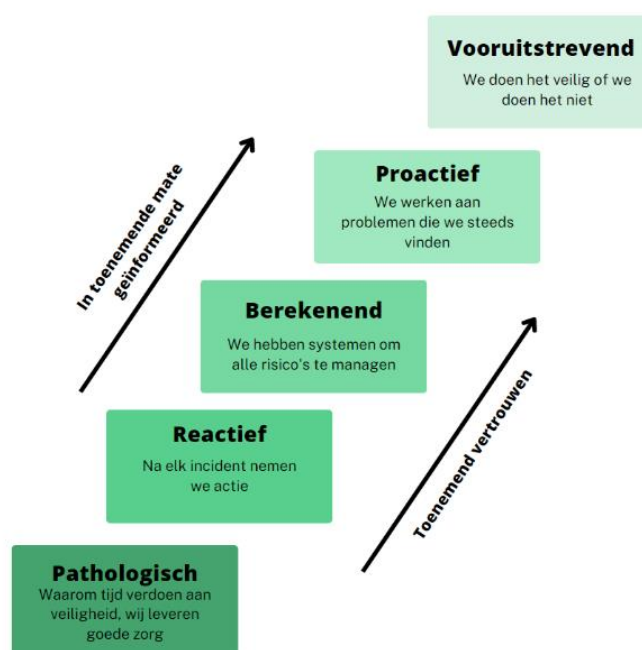 Vooruitstrevend
We doen het veilig of we
doen het niet
Proactief
We werken aan
problemen die we steeds
vinden
In toenemende mate
geïnformeerd
Berekenend
We hebben systemen om
alle risico's te managen
Toenemend vertrouwen
Reactief
Na elk incident nemen
we actie
Pathologisch
Waarom tijd verdoen aan
veiligheid, wij leveren
goede zorg